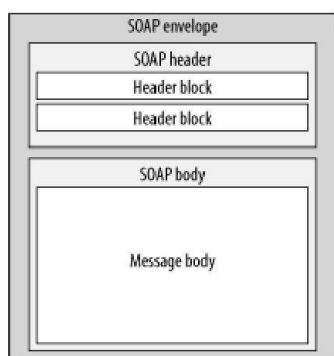 SOAP envelope
SOAP header
Header block
Header block
SOAP body
Message body